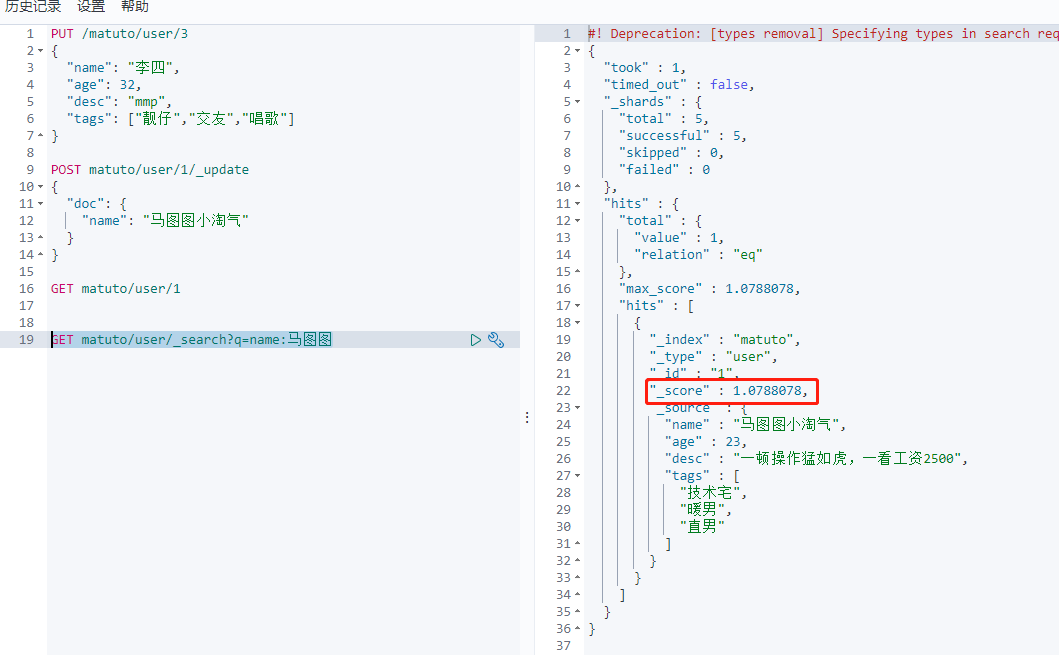 历史记录 设置 帮助
1 PUT /matuto/user/3
2 {
3 "name": "李四",
4 "age": 32,
5 "desc": "mmp",
6 "tags": ["靓仔","交友","唱歌"]
7 }
8
9 POST matuto/user/1/_update
10 {
11 "doc": {
12 "name": "马图图小淘气"
13 }
14 }
15
16 GET matuto/user/1
17
18
19 GET matuto/user/_search?q=name:马图图
1 #! Deprecation: [types removal] Specifying types in search req
2 {
3 "took" : 1,
4 "timed_out" : false,
5 "_shards" : {
6 "total" : 5,
7 "successful" : 5,
8 "skipped" : 0,
9 "failed" : 0
10 },
11 "hits" : {
12 "total" : {
13 "value" : 1,
14 "relation" : "eq"
15 },
16 "max_score" : 1.0788078,
17 "hits" : [
18 {
19 "_index" : "matuto",
20 "_type" : "user",
21 "_id" : "1",
22 "_score" : 1.0788078,
23 "_source" : {
24 "name" : "马图图小淘气",
25 "age" : 23,
26 "desc" : "一顿操作猛如虎，一看工资2500",
27 "tags" : [
28 "技术宅",
29 "暖男",
30 "直男"
31 ]
32 }
33 }
34 ]
35 }
36 }
37